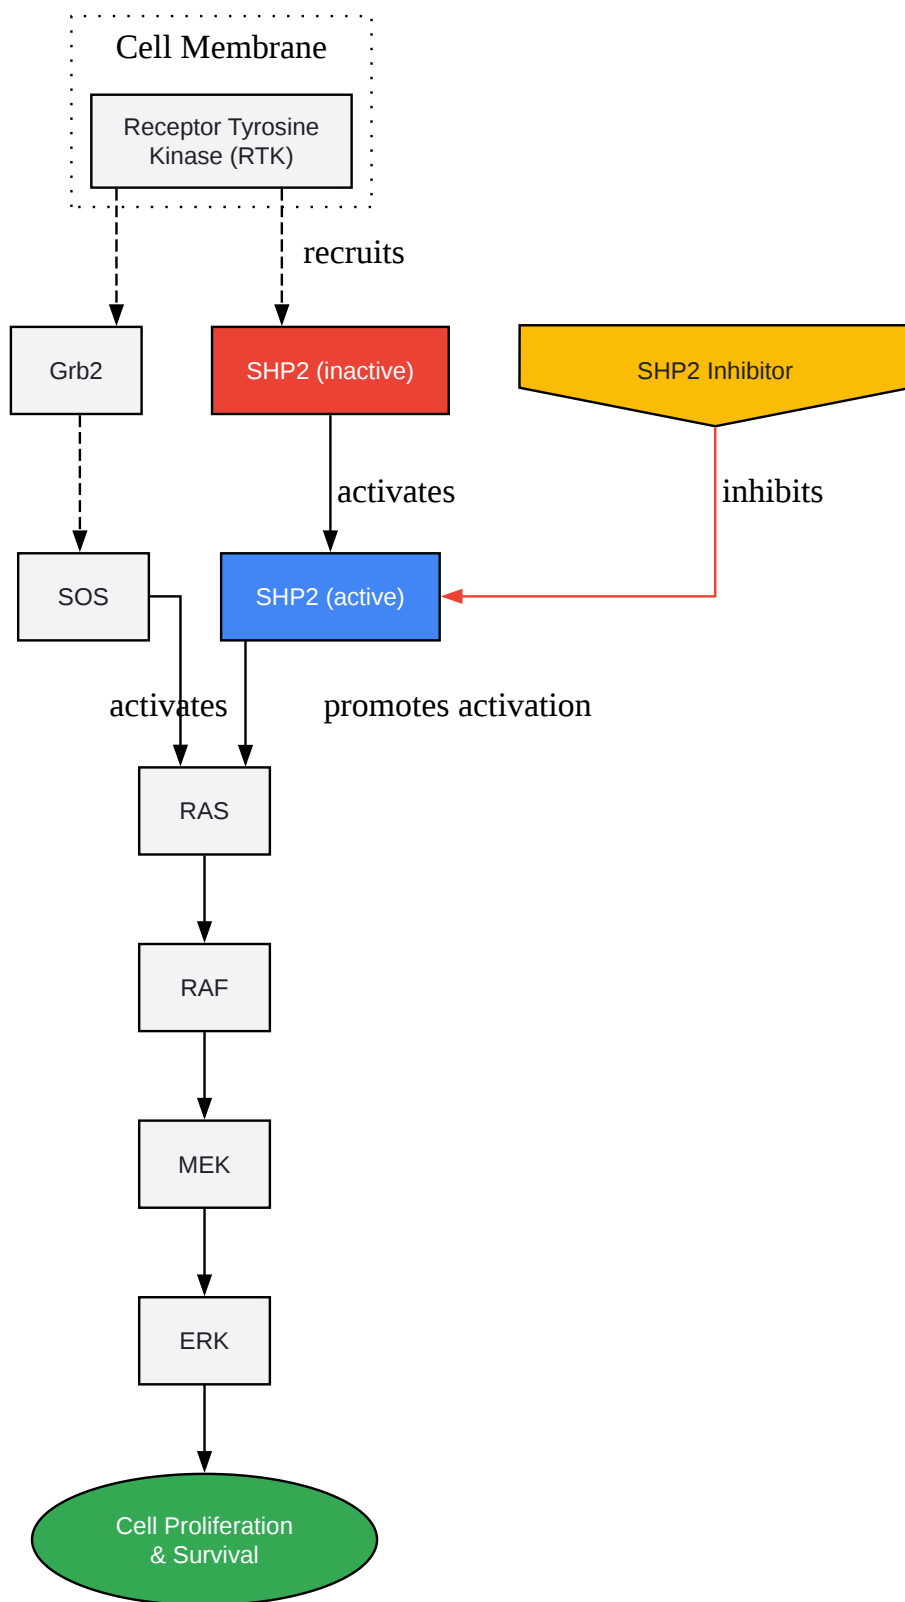 Cell Membrane
Receptor Tyrosine
Kinase (RTK)
recruits
Grb2
SHP2 (inactive)
SHP2 Inhibitor
activates
inhibits
SOS
SHP2 (active)
activates
promotes activation
RAS
RAF
MEK
ERK
Cell Proliferation
& Survival